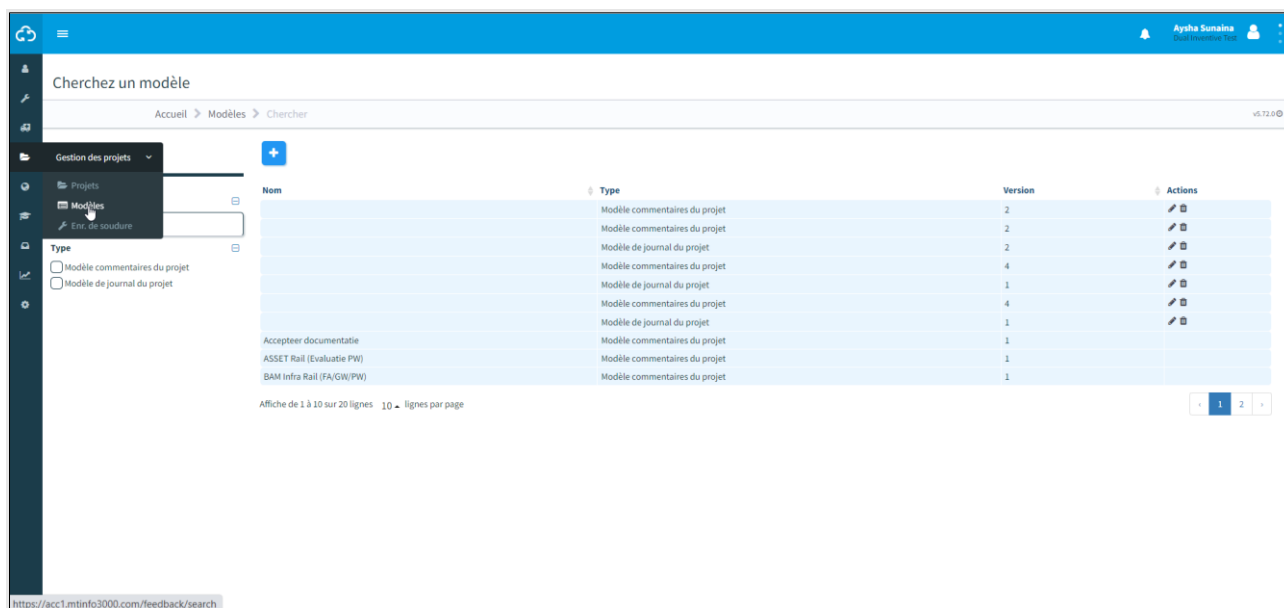 Aysha Sunaina
Dual Inventive Test
Cherchez un modèle
Accueil Modèles Chercher
v5.72.0
Gestion des projets
Projets
Modèles
Enr. de soudure
Type
Modèle commentaires du projet
Modèle de journal du projet
Nom Type Version Actions
Modèle commentaires du projet 2
Modèle commentaires du projet 2
Modèle de journal du projet 2
Modèle commentaires du projet 4
Modèle de journal du projet 1
Modèle commentaires du projet 4
Modèle de journal du projet 1
Accepteer documentatie Modèle commentaires du projet 1
ASSET Rail (Evaluatie PW) Modèle commentaires du projet 1
BAM Infra Rail (FA/GW/PW) Modèle commentaires du projet 1
Affiche de 1 à 10 sur 20 lignes 10 lignes par page
‹ 1 2 ›
https://acc1.mtinfo3000.com/feedback/search